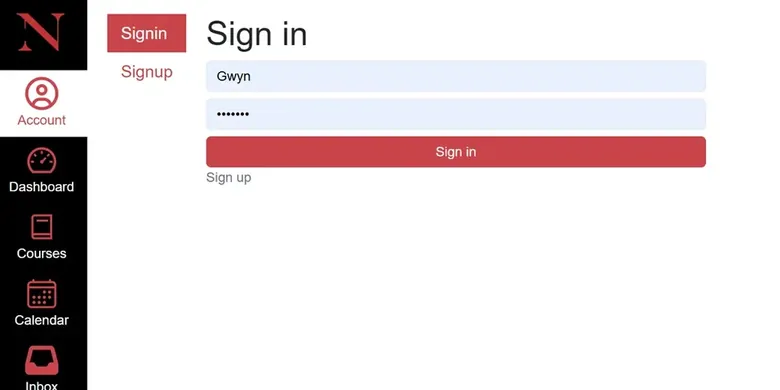 N
Account
Dashboard
Courses
Calendar
Inbox
Signin
Signup
Sign in
Gwyn
•••••••
Sign in
Sign up